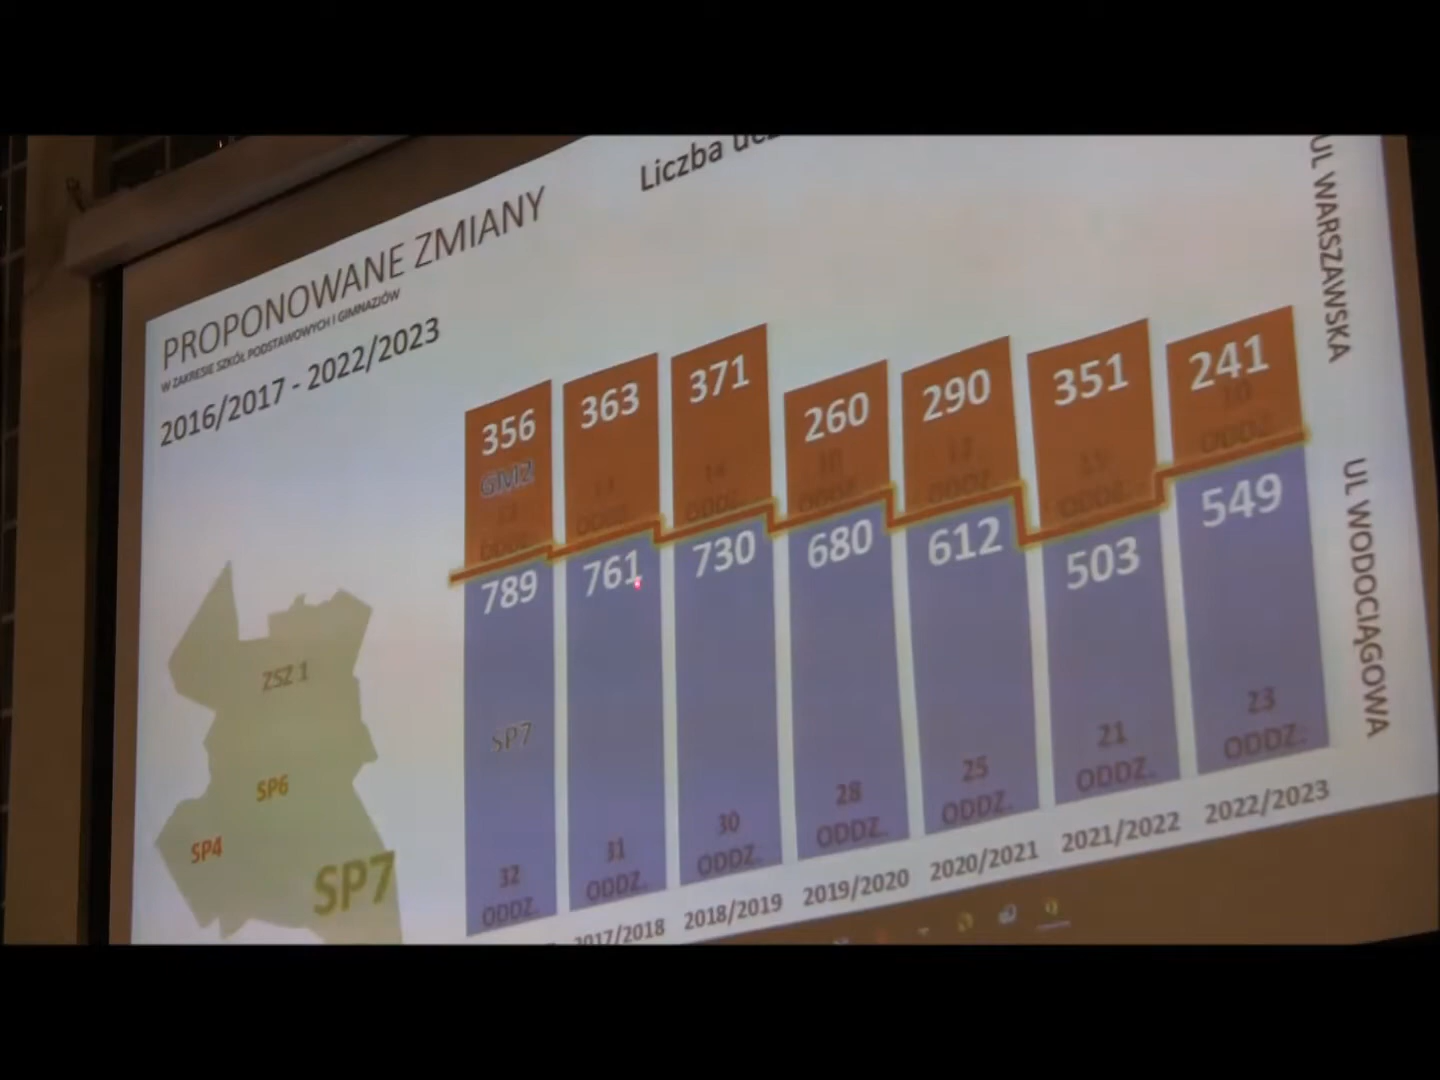 Liczba
PROPONOWANE ZMIANY
W ZAKRESIE SZKÓŁ PODSTAWOWYCH I GIMNAZJÓW
2016/2017 - 2022/2023
UL WARSZAWSKA
356 363 371 260 290 351 241
GIM2
10
ODDZ.
UL WODOCIĄGOWA
789 761 730 680 612 503 549
SP7
32 31 30 28 25 21 23
ODDZ. ODDZ. ODDZ. ODDZ. ODDZ. ODDZ. ODDZ.
2017/2018 2018/2019 2019/2020 2020/2021 2021/2022 2022/2023
ZSZ 1
SP6
SP4
SP7